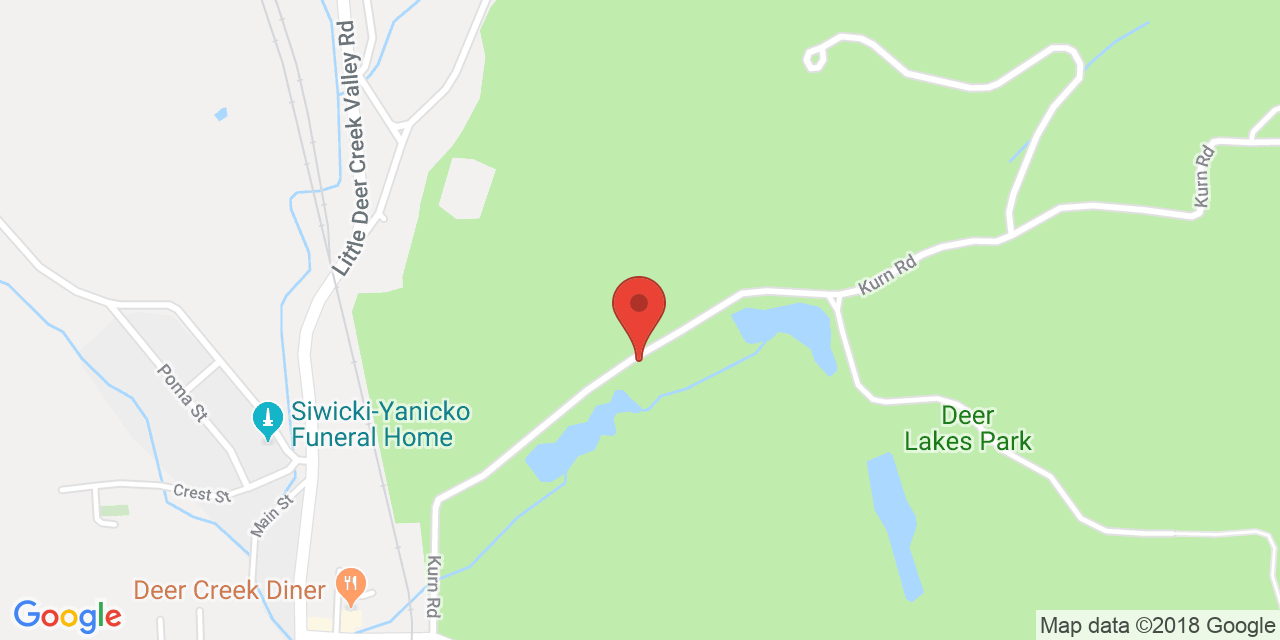 Little Deer Creek Valley Rd
Kurn Rd
Kurn Rd
Poma St
Siwicki-Yanicko
Funeral Home
Deer
Lakes Park
Crest St
Main St
Kurn Rd
Deer Creek Diner
Google
Map data ©2018 Google